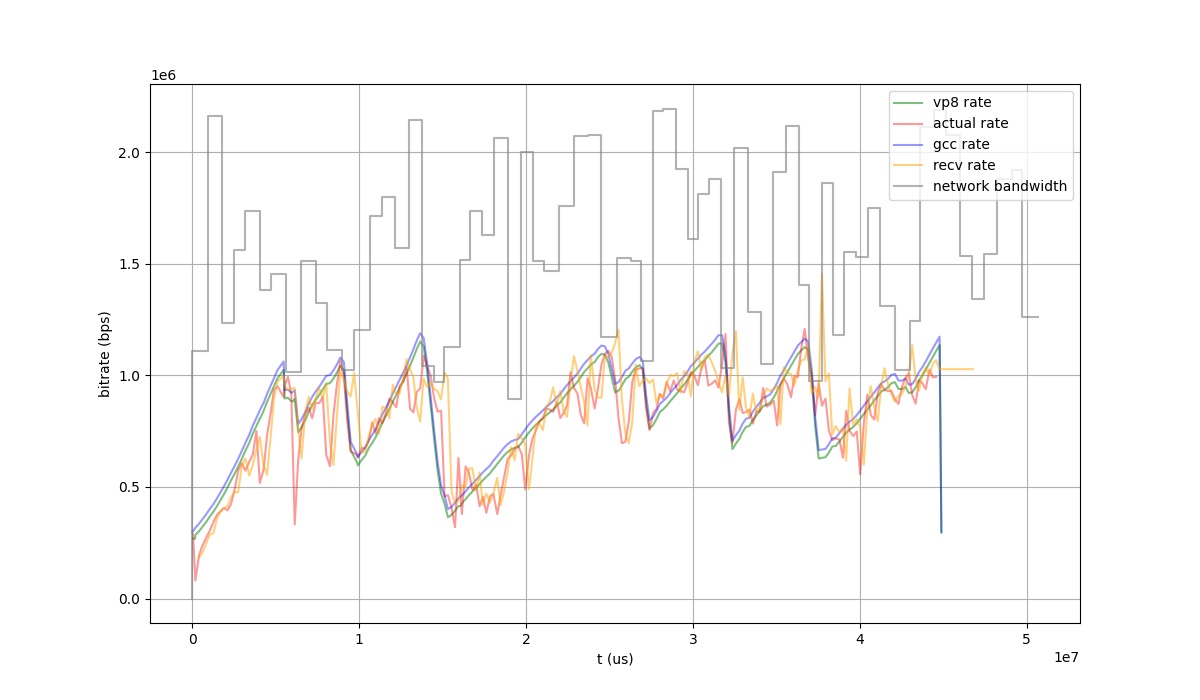 1e6
2.0
1.5
1.0
0.5
0.0
bitrate (bps)
vp8 rate
actual rate
gcc rate
recv rate
network bandwidth
0 1 2 3 4 5
t (us)
1e7